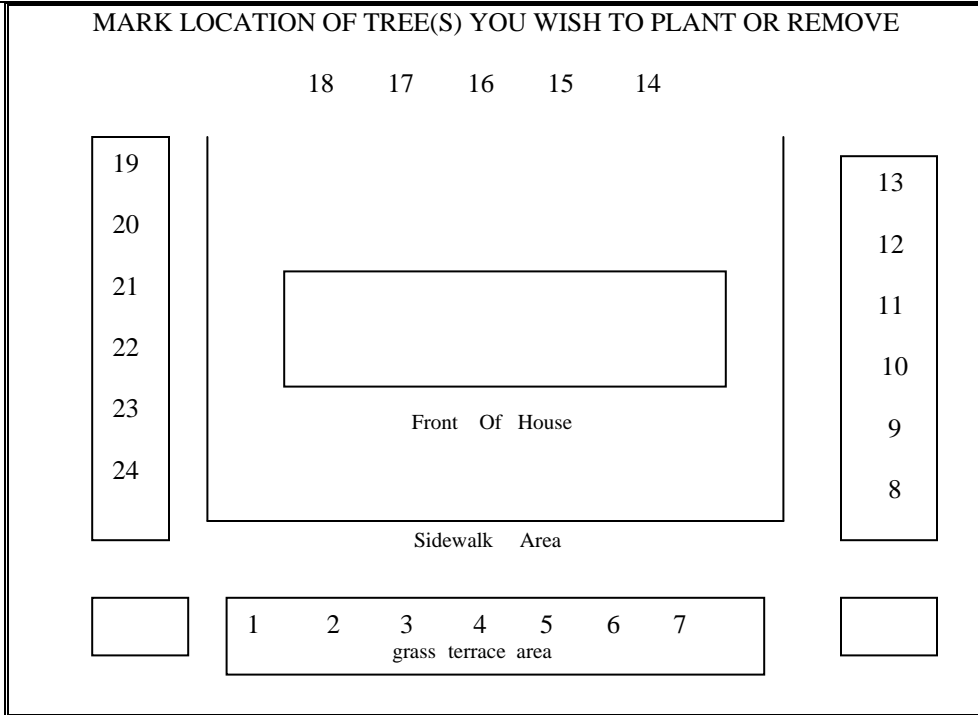 MARK LOCATION OF TREE(S) YOU WISH TO PLANT OR REMOVE
18 17 16 15 14
19
13
20
12
21
11
22
10
23
Front Of House
9
24
8
Sidewalk Area
1 2 3 4 5 6 7
grass terrace area